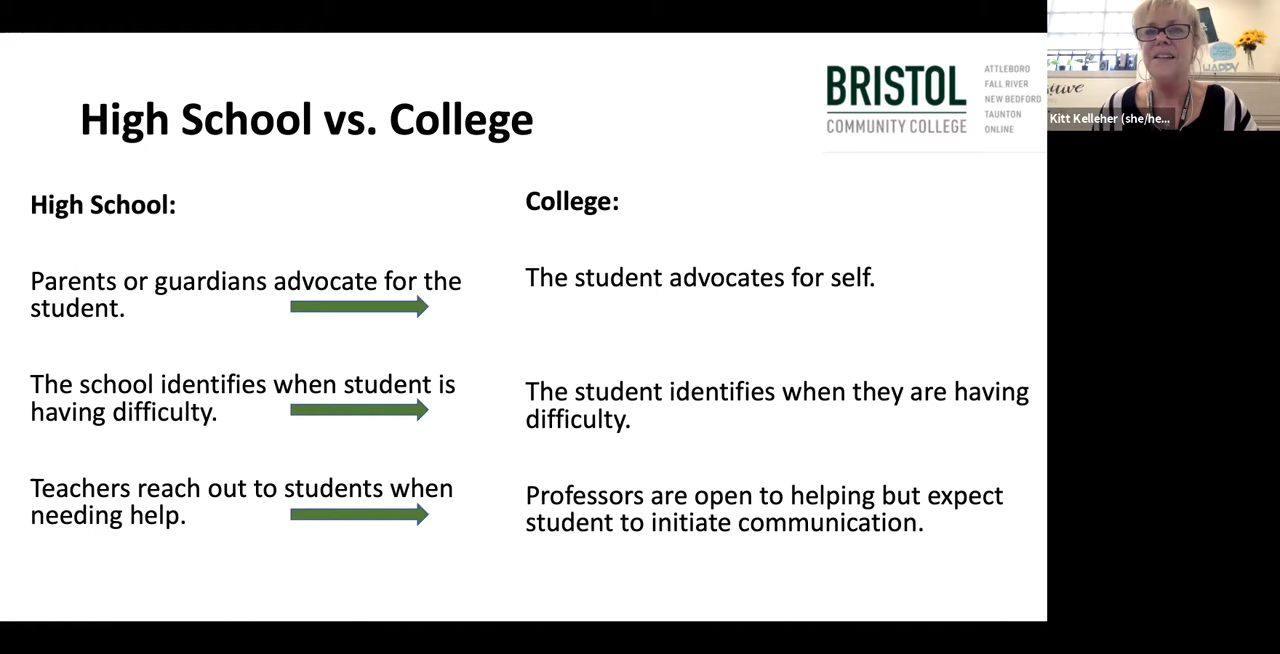 High School vs. College
BRISTOL
COMMUNITY COLLEGE
ATTLEBORO
FALL RIVER
NEW BEDFORD
TAUNTON
ONLINE
High School:
Parents or guardians advocate for the
student.
The school identifies when student is
having difficulty.
Teachers reach out to students when
needing help.
College:
The student advocates for self.
The student identifies when they are having
difficulty.
Professors are open to helping but expect
student to initiate communication.
HAPPY
Kitt Kelleher (she/he...